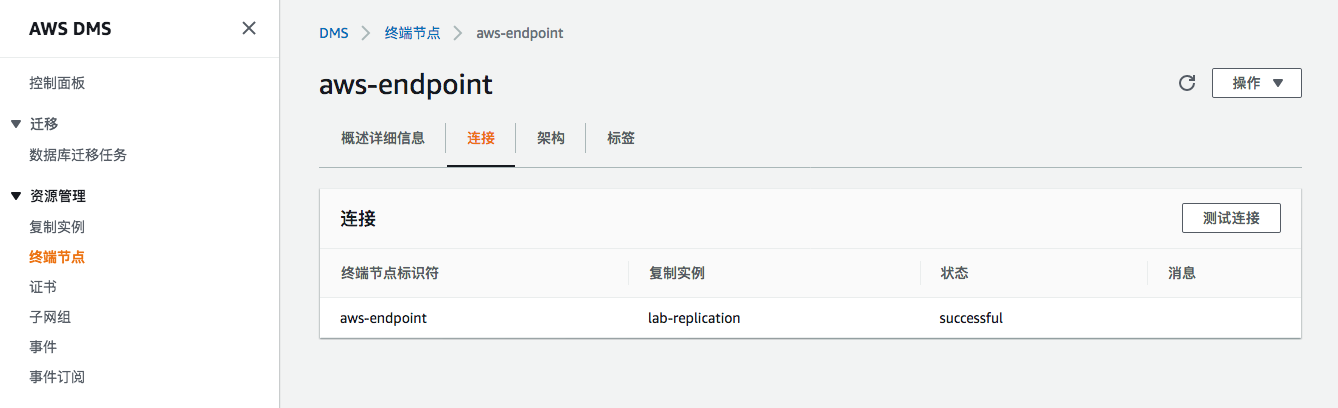 AWS DMS
控制面板
迁移
数据库迁移任务
资源管理
复制实例
终端节点
证书
子网组
事件
事件订阅
DMS 终端节点 aws-endpoint
aws-endpoint
操作
概述详细信息 连接 架构 标签
连接
测试连接
终端节点标识符 复制实例 状态 消息
aws-endpoint lab-replication successful